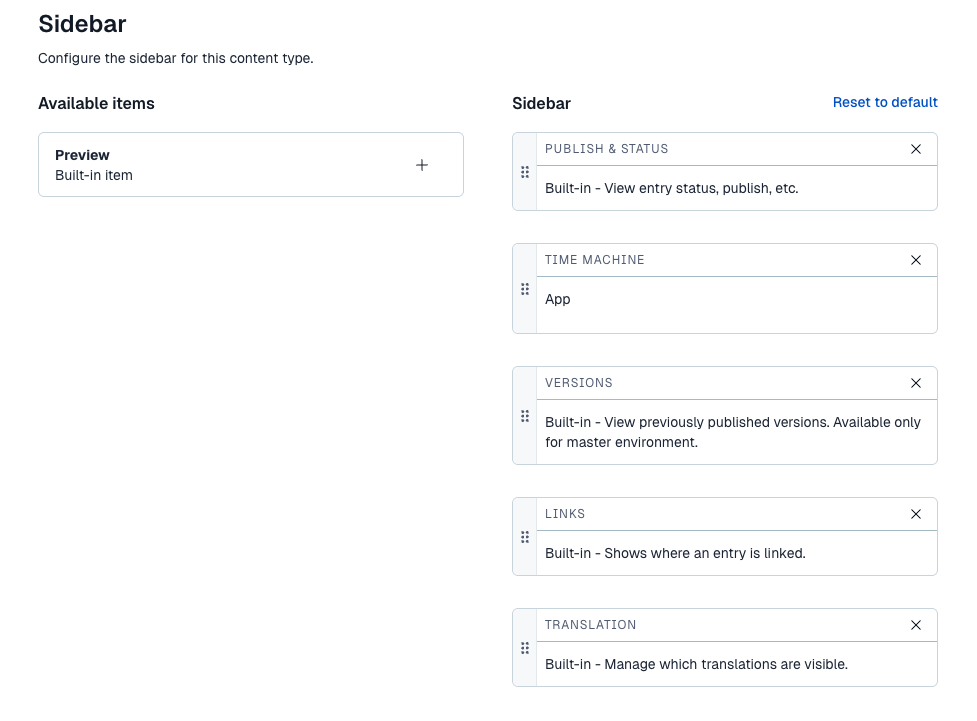 Sidebar
Configure the sidebar for this content type.
Available items
Preview
Built-in item
Sidebar
Reset to default
PUBLISH & STATUS
Built-in - View entry status, publish, etc.
TIME MACHINE
App
VERSIONS
Built-in - View previously published versions. Available only
for master environment.
LINKS
Built-in - Shows where an entry is linked.
TRANSLATION
Built-in - Manage which translations are visible.